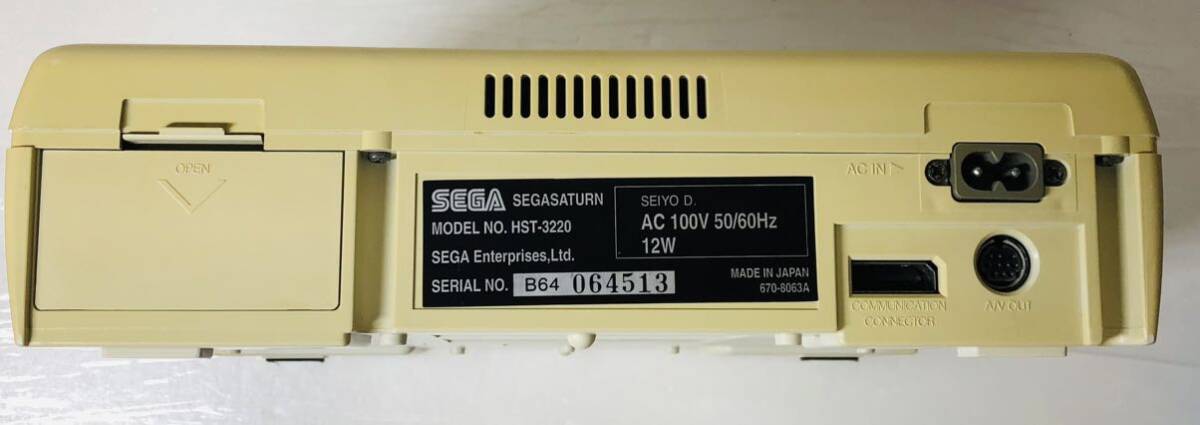 OPEN
SEGA SEGASATURN
MODEL NO. HST-3220
SEGA Enterprises,Ltd.
SERIAL NO. B64 064513
SEIYO D.
AC 100V 50/60Hz
12W
MADE IN JAPAN
670-8063A
AC IN
COMMUNICATION
CONNECTOR
A/V OUT